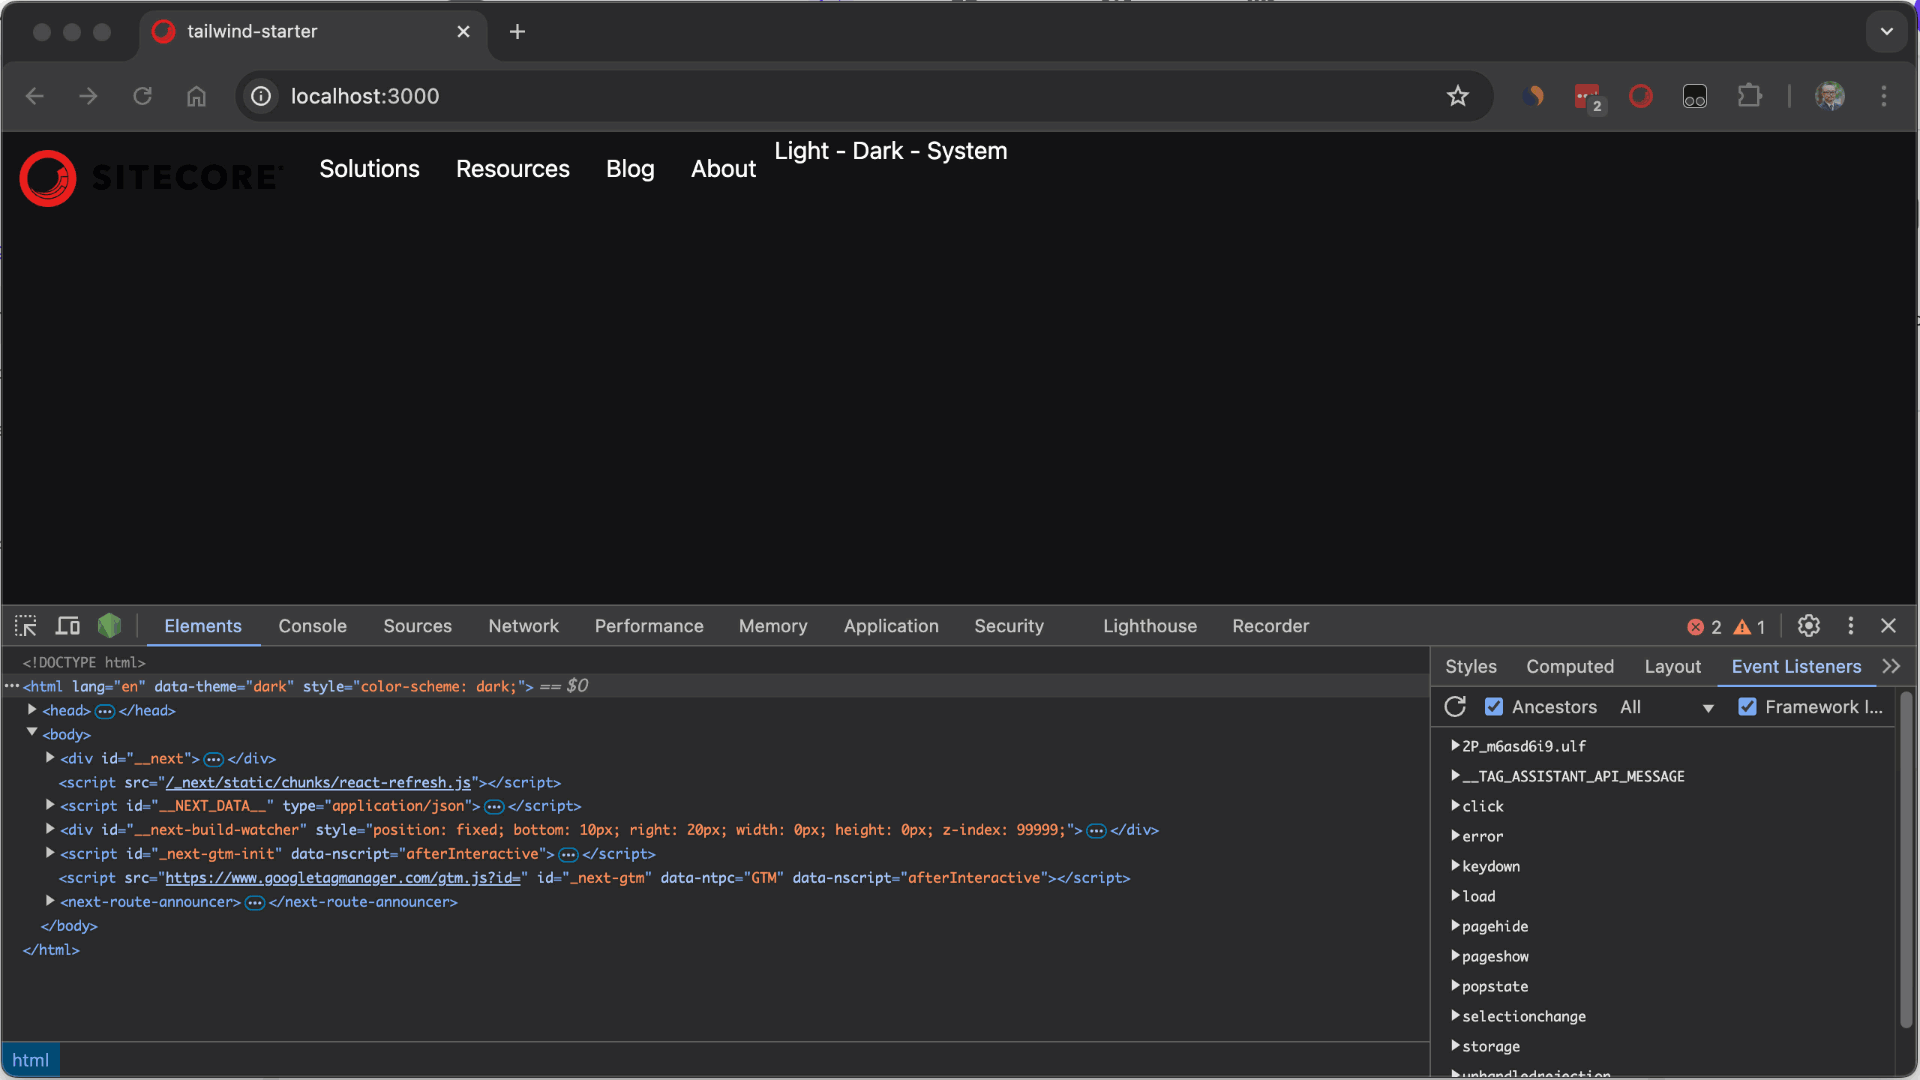 tailwind-starter
localhost:3000
2
SITECORE
Solutions Resources Blog About Light - Dark - System
Elements Console Sources Network Performance Memory Application Security Lighthouse Recorder 2 1
<!DOCTYPE html>
<html lang="en" data-theme="dark" style="color-scheme: dark;"> == $0
<head> … </head>
<body>
<div id="__next"> … </div>
<script src="/_next/static/chunks/react-refresh.js"></script>
<script id="__NEXT_DATA__" type="application/json"> … </script>
<div id="__next-build-watcher" style="position: fixed; bottom: 10px; right: 20px; width: 0px; height: 0px; z-index: 99999;"> … </div>
<script id="_next-gtm-init" data-nscript="afterInteractive"> … </script>
<script src="https://www.googletagmanager.com/gtm.js?id=" id="_next-gtm" data-ntpc="GTM" data-nscript="afterInteractive"></script>
<next-route-announcer> … </next-route-announcer>
</body>
</html>
html
Styles Computed Layout Event Listeners
Ancestors All Framework l...
2P_m6asd6i9.ulf
__TAG_ASSISTANT_API_MESSAGE
click
error
keydown
load
pagehide
pageshow
popstate
selectionchange
storage
unhandledrejection